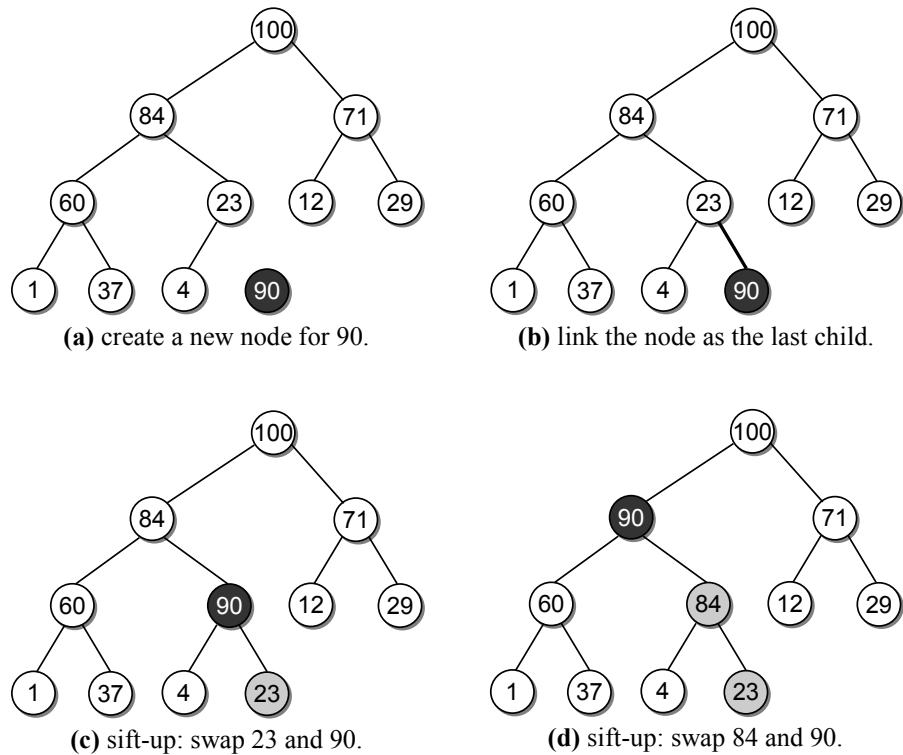 100 100
84 71 84 71
60 23 12 29 60 23 12 29
1 37 4 90 1 37 4 90
(a) create a new node for 90. (b) link the node as the last child.
100 100
84 71 90 71
60 90 12 29 60 84 12 29
1 37 4 23 1 37 4 23
(c) sift-up: swap 23 and 90. (d) sift-up: swap 84 and 90.